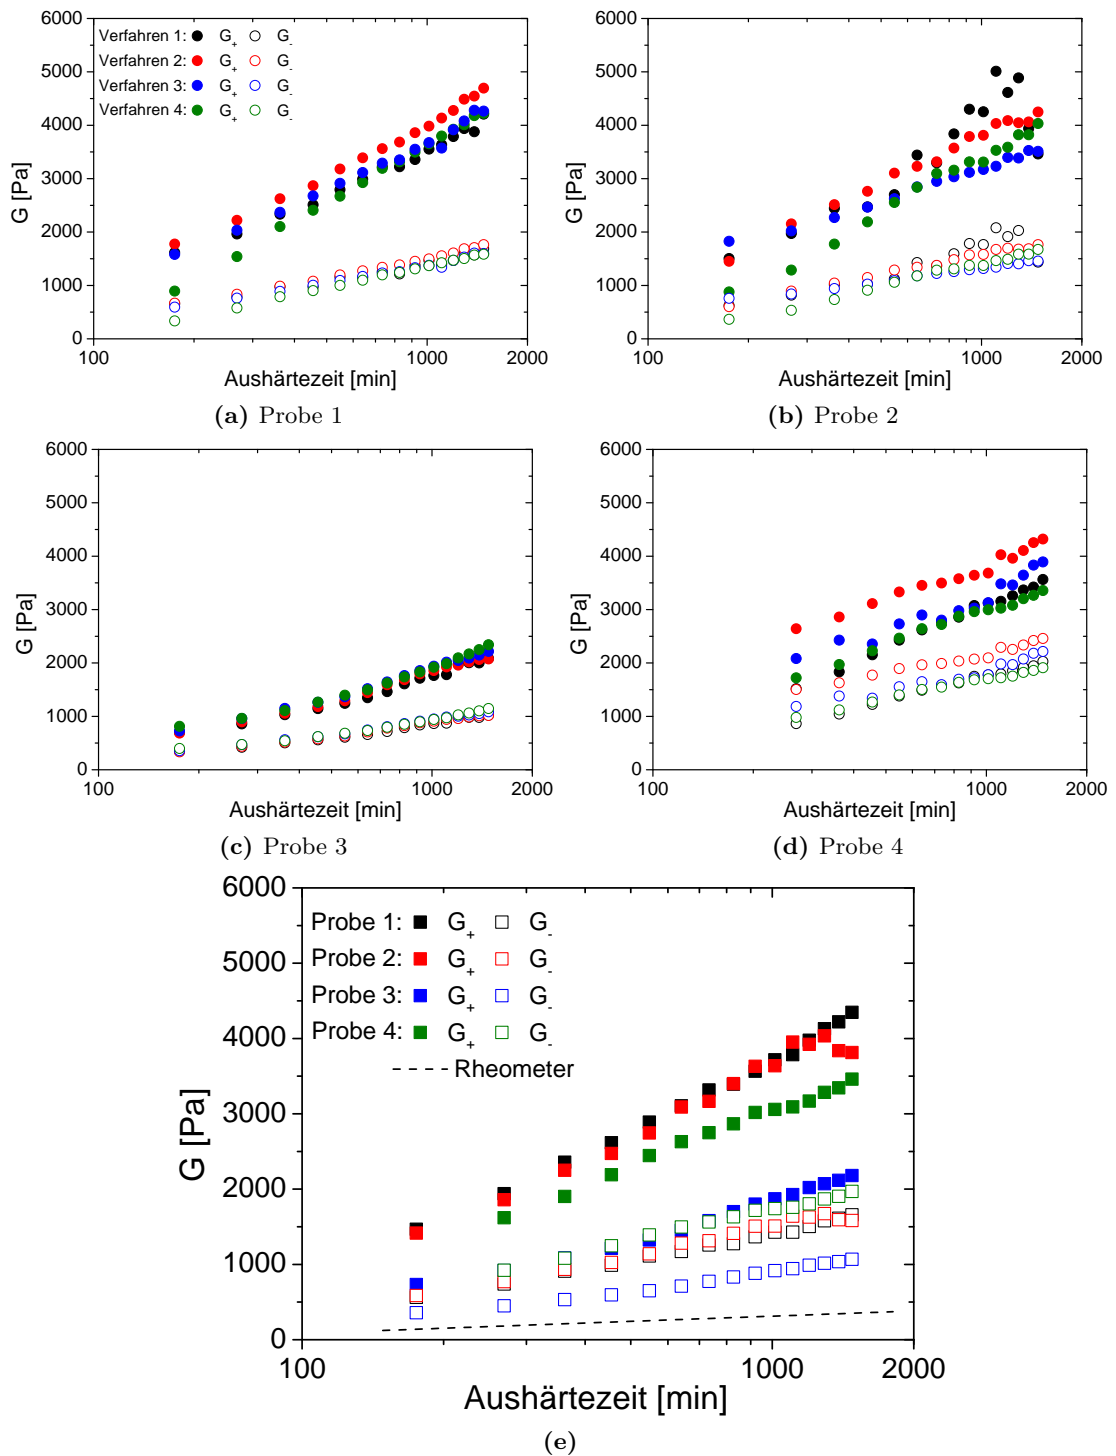 6000
5000
4000
3000
2000
1000
0
G [Pa]
Verfahren 1: G+ G-
Verfahren 2: G+ G-
Verfahren 3: G+ G-
Verfahren 4: G+ G-
100 1000 2000
Aushärtezeit [min]
(a) Probe 1
6000
5000
4000
3000
2000
1000
0
G [Pa]
100 1000 2000
Aushärtezeit [min]
(b) Probe 2
6000
5000
4000
3000
2000
1000
0
G [Pa]
100 1000 2000
Aushärtezeit [min]
(c) Probe 3
6000
5000
4000
3000
2000
1000
0
G [Pa]
100 1000 2000
Aushärtezeit [min]
(d) Probe 4
6000
5000
4000
3000
2000
1000
0
G [Pa]
Probe 1: G+ G-
Probe 2: G+ G-
Probe 3: G+ G-
Probe 4: G+ G-
Rheometer
100 1000 2000
Aushärtezeit [min]
(e)